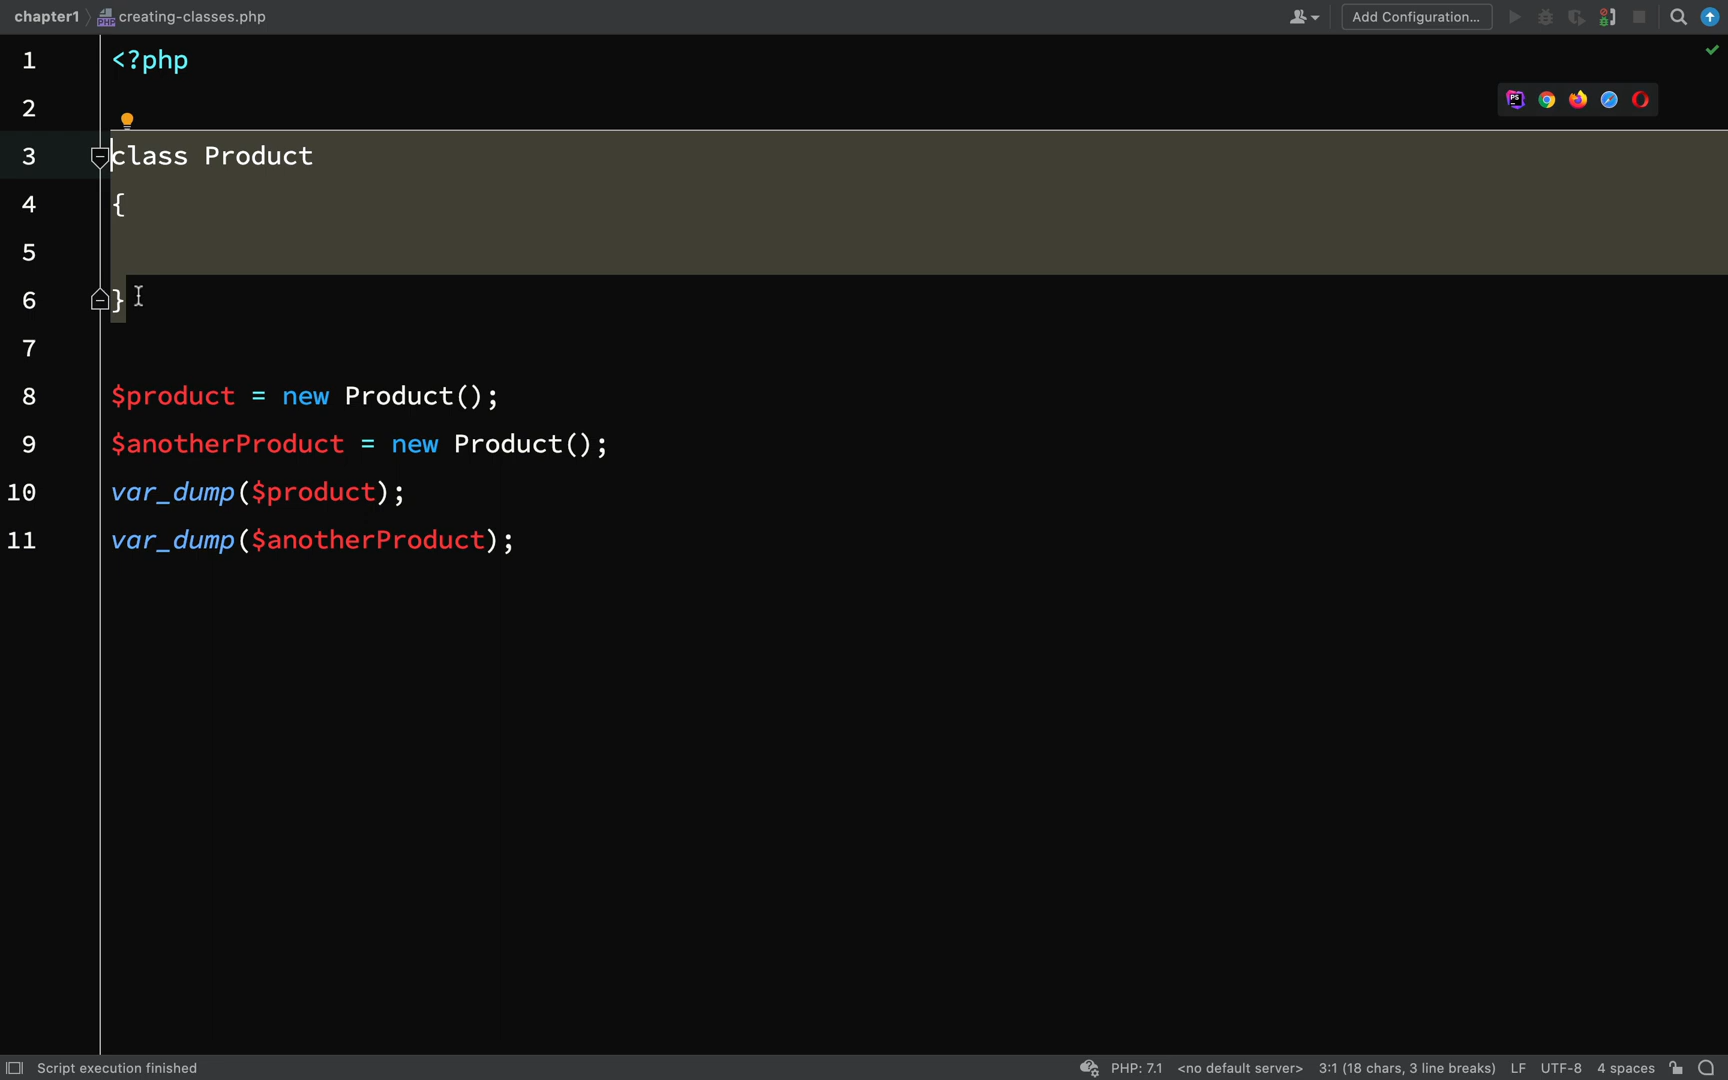 chapter1 creating-classes.php Add Configuration...
1 <?php
2
3 class Product
4 {
5
6 }
7
8 $product = new Product();
9 $anotherProduct = new Product();
10 var_dump($product);
11 var_dump($anotherProduct);
Script execution finished PHP: 7.1 <no default server> 3:1 (18 chars, 3 line breaks) LF UTF-8 4 spaces